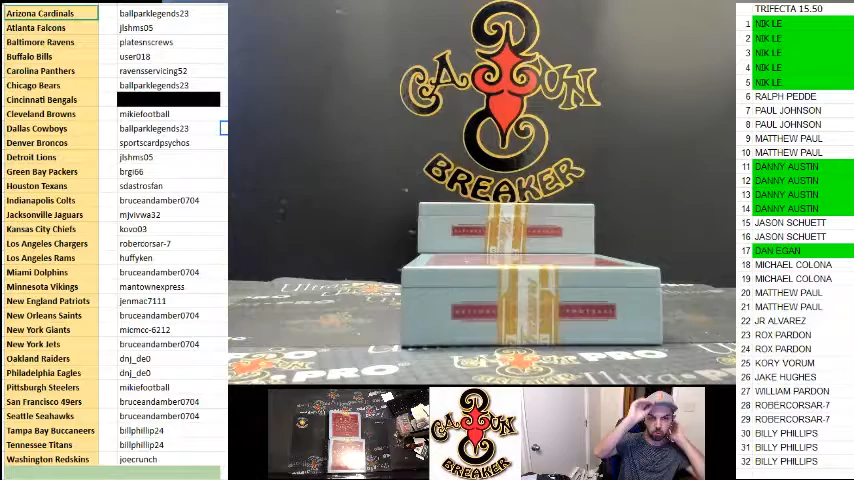 Arizona Cardinals ballparklegends23
Atlanta Falcons jlshms05
Baltimore Ravens platesnscrews
Buffalo Bills user018
Carolina Panthers ravensservicing52
Chicago Bears ballparklegends23
Cincinnati Bengals
Cleveland Browns mikiefootball
Dallas Cowboys ballparklegends23
Denver Broncos sportscardpsychos
Detroit Lions jlshms05
Green Bay Packers brgi66
Houston Texans sdastrosfan
Indianapolis Colts bruceandamber0704
Jacksonville Jaguars mjvivwa32
Kansas City Chiefs kovo03
Los Angeles Chargers robercorsar-7
Los Angeles Rams huffyken
Miami Dolphins bruceandamber0704
Minnesota Vikings mantownexpress
New England Patriots jenmac7111
New Orleans Saints bruceandamber0704
New York Giants micmcc-6212
New York Jets bruceandamber0704
Oakland Raiders dnj_de0
Philadelphia Eagles dnj_de0
Pittsburgh Steelers mikiefootball
San Francisco 49ers bruceandamber0704
Seattle Seahawks bruceandamber0704
Tampa Bay Buccaneers billphillip24
Tennessee Titans billphillip24
Washington Redskins joecrunch
CAJUN
BREAKER
PRO
CAJUN
BREAKER
TRIFECTA 15.50
1 NIK LE
2 NIK LE
3 NIK LE
4 NIK LE
5 NIK LE
6 RALPH PEDDE
7 PAUL JOHNSON
8 PAUL JOHNSON
9 MATTHEW PAUL
10 MATTHEW PAUL
11 DANNY AUSTIN
12 DANNY AUSTIN
13 DANNY AUSTIN
14 DANNY AUSTIN
15 JASON SCHUETT
16 JASON SCHUETT
17 DAN EGAN
18 MICHAEL COLONA
19 MICHAEL COLONA
20 MATTHEW PAUL
21 MATTHEW PAUL
22 JR ALVAREZ
23 ROX PARDON
24 ROX PARDON
25 KORY VORUM
26 JAKE HUGHES
27 WILLIAM PARDON
28 ROBERCORSAR-7
29 ROBERCORSAR-7
30 BILLY PHILLIPS
31 BILLY PHILLIPS
32 BILLY PHILLIPS